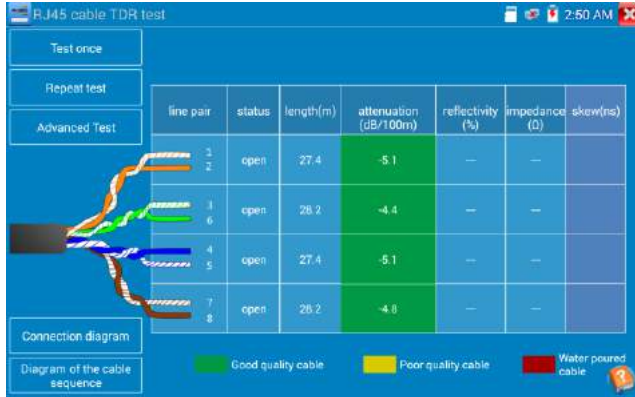 RJ45 cable TDR test
2:50 AM
Test once
Repeat test
Advanced Test
line pair status length(m) attenuation (dB/100m) reflectivity (%) impedance (Ω) skew(ns)
1
2
open 27.4 -5.1 — —
3
6
open 28.2 -4.4 — —
4
5
open 27.4 -5.1 — —
7
8
open 28.2 -4.8 — —
Connection diagram
Diagram of the cable
sequence
Good quality cable
Poor quality cable
Water poured
cable
?